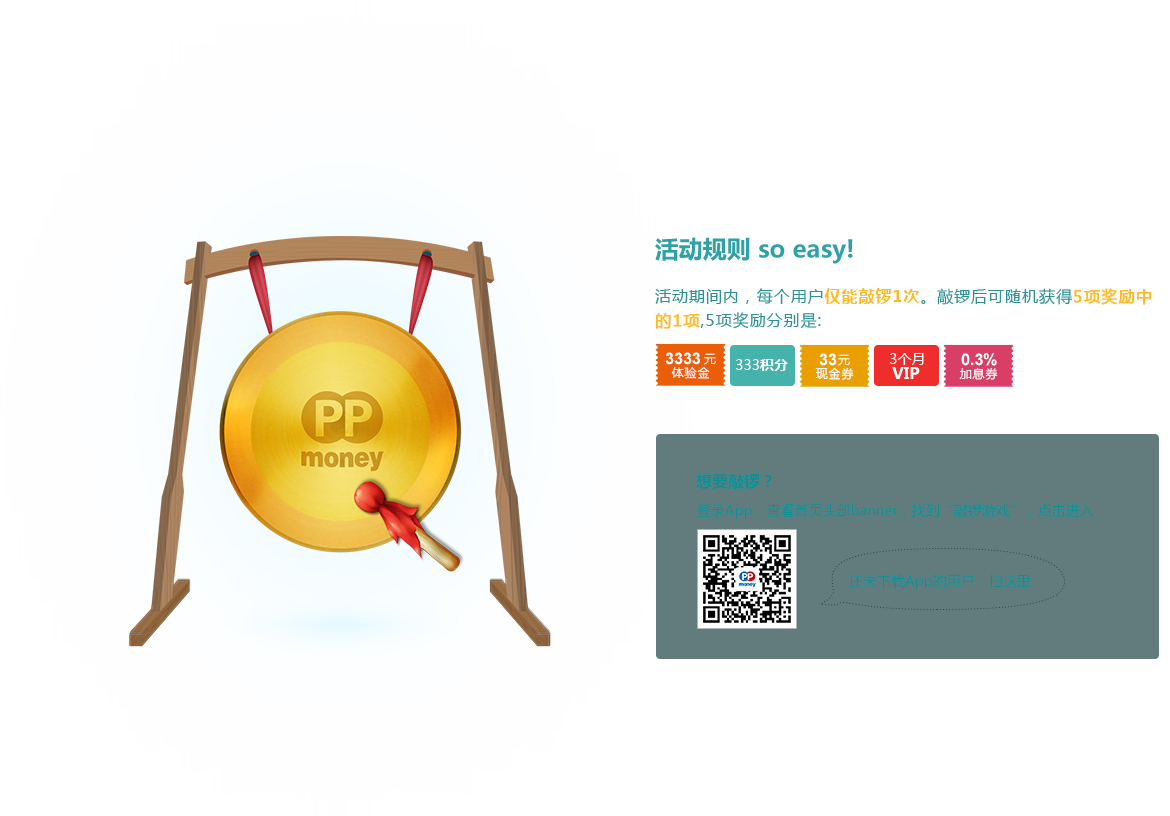 PP
money
活动规则 so easy!
活动期间内，每个用户仅能敲锣1次。敲锣后可随机获得5项奖励中
的1项,5项奖励分别是:
3333 元
体验金
333积分
33元
现金券
3个月
VIP
0.3%
加息券
想要敲锣？
登录App，查看首页头部banner，找到“敲锣游戏”，点击进入
PP
money
还未下载App的用户，扫这里